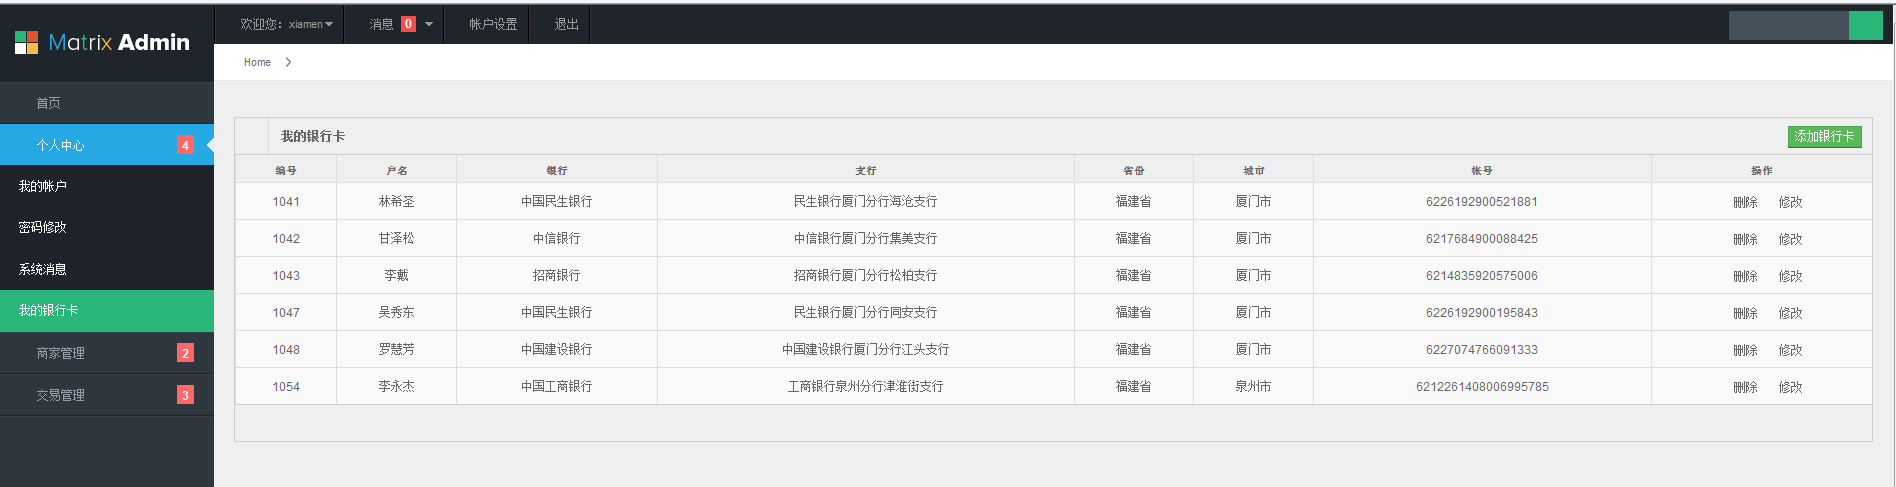 Matrix Admin
欢迎您：xiamen
消息 0
帐户设置
退出
Home
首页
个人中心 4
我的帐户
密码修改
系统消息
我的银行卡
商家管理 2
交易管理 3
我的银行卡 添加银行卡
编号 户名 银行 支行 省份 城市 帐号 操作
1041 林希圣 中国民生银行 民生银行厦门分行海沧支行 福建省 厦门市 6226192900521881 删除 修改
1042 甘泽松 中信银行 中信银行厦门分行集美支行 福建省 厦门市 6217684900088425 删除 修改
1043 李戴 招商银行 招商银行厦门分行松柏支行 福建省 厦门市 6214835920575006 删除 修改
1047 吴秀东 中国民生银行 民生银行厦门分行同安支行 福建省 厦门市 6226192900195843 删除 修改
1048 罗慧芳 中国建设银行 中国建设银行厦门分行江头支行 福建省 厦门市 6227074766091333 删除 修改
1054 李永杰 中国工商银行 工商银行泉州分行津淮街支行 福建省 泉州市 6212261408006995785 删除 修改